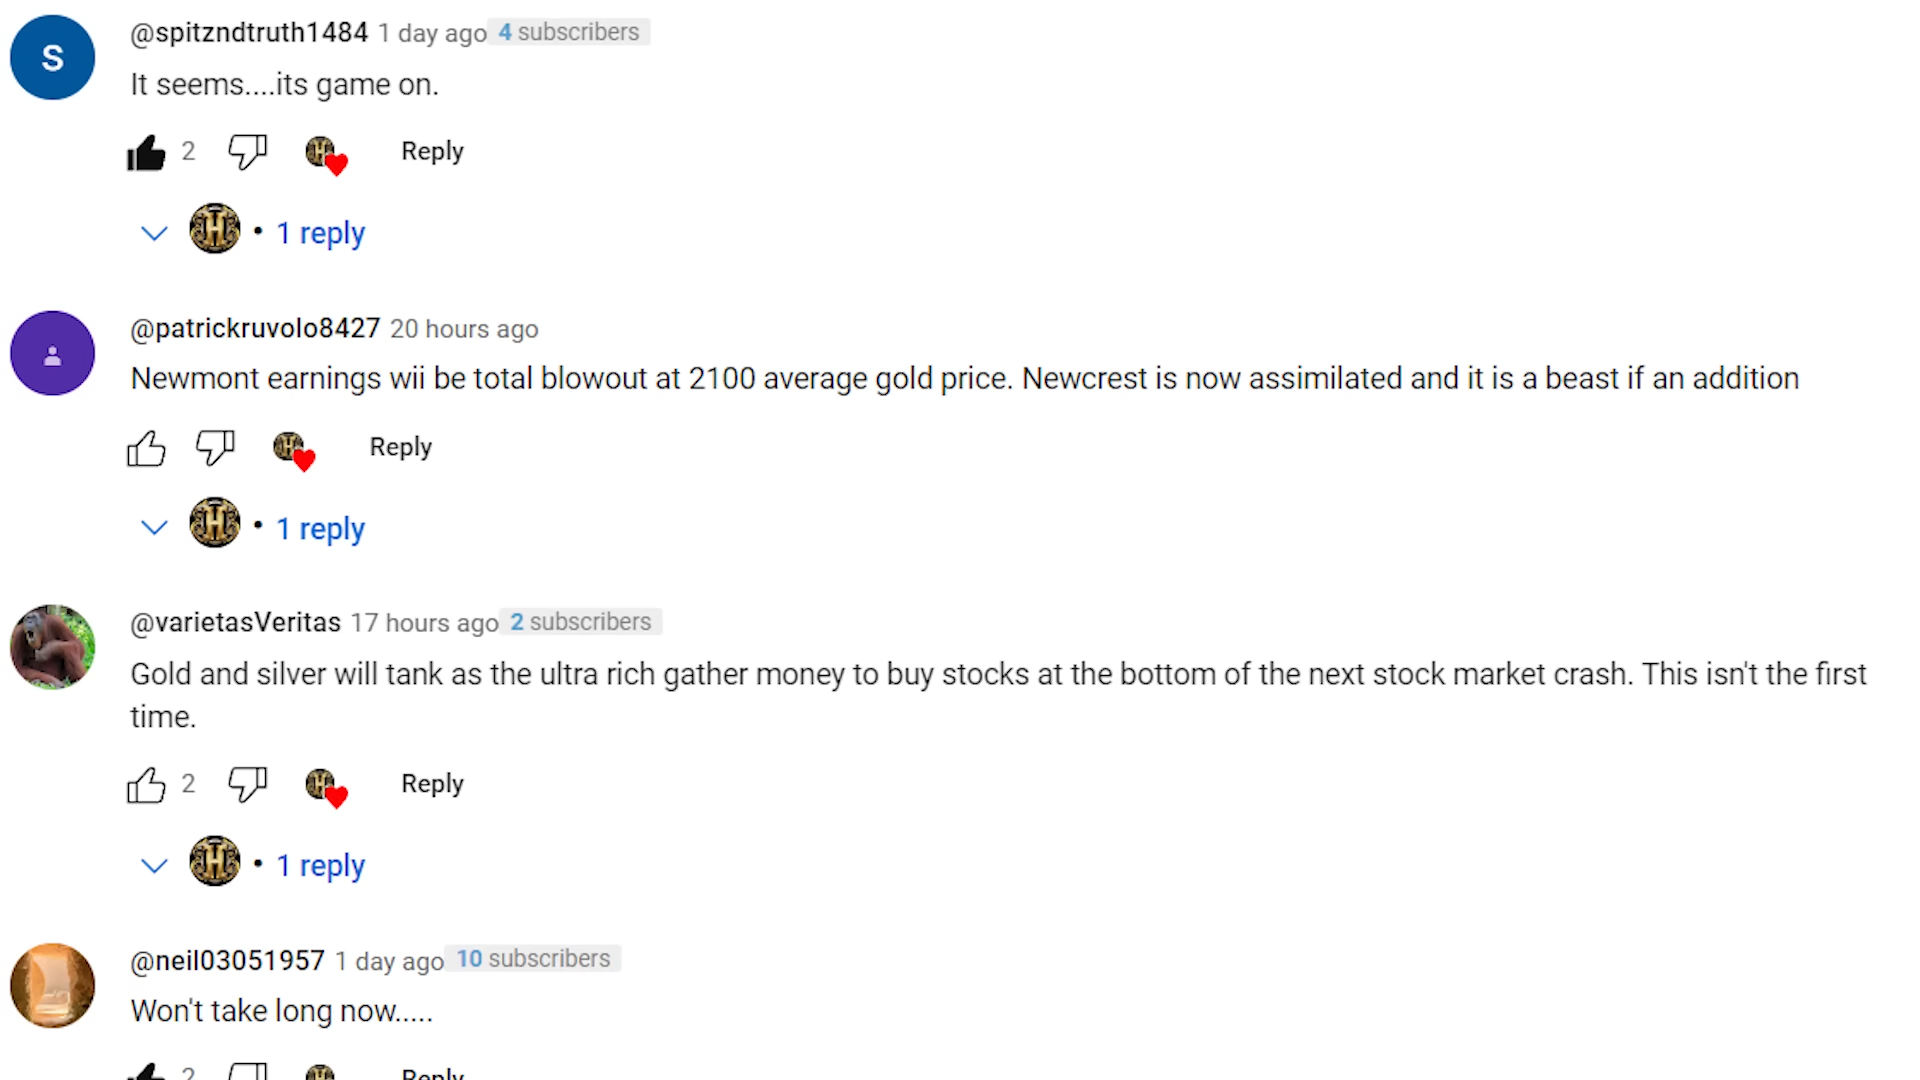 S
@spitzndtruth1484 1 day ago 4 subscribers
It seems....its game on.
2 H Reply
H • 1 reply
@patrickruvolo8427 20 hours ago
Newmont earnings wii be total blowout at 2100 average gold price. Newcrest is now assimilated and it is a beast if an addition
H Reply
H • 1 reply
@varietasVeritas 17 hours ago 2 subscribers
Gold and silver will tank as the ultra rich gather money to buy stocks at the bottom of the next stock market crash. This isn't the first
time.
2 H Reply
H • 1 reply
@neil03051957 1 day ago 10 subscribers
Won't take long now.....
2 Reply